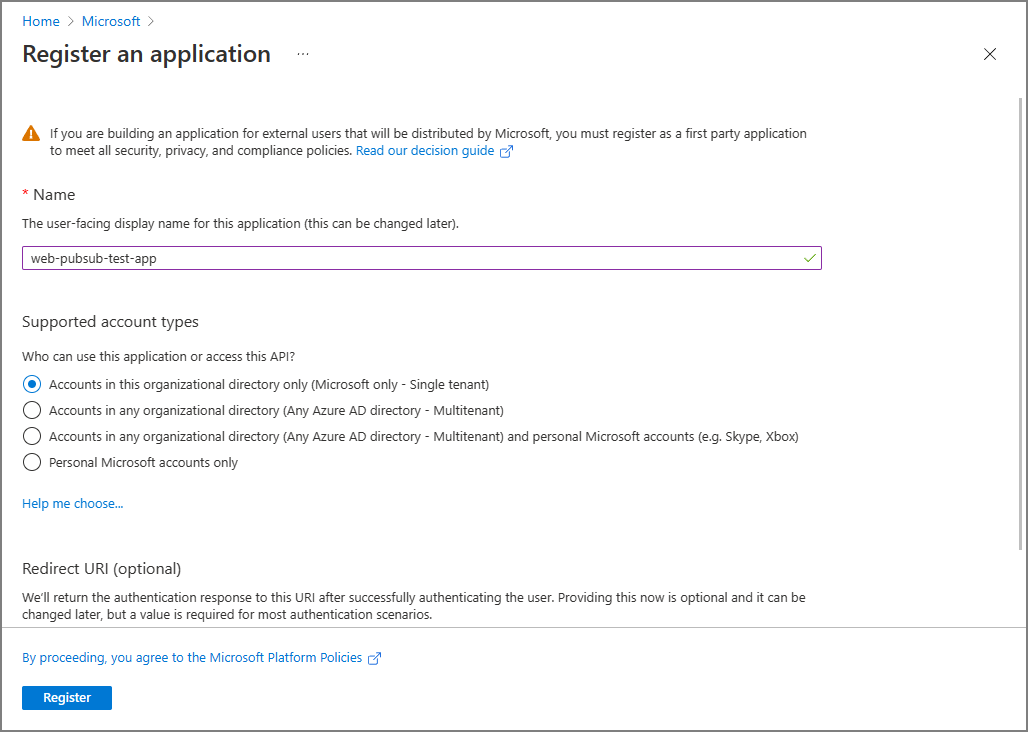 Home > Microsoft >
Register an application ...
If you are building an application for external users that will be distributed by Microsoft, you must register as a first party application
to meet all security, privacy, and compliance policies. Read our decision guide
* Name
The user-facing display name for this application (this can be changed later).
web-pubsub-test-app
Supported account types
Who can use this application or access this API?
Accounts in this organizational directory only (Microsoft only - Single tenant)
Accounts in any organizational directory (Any Azure AD directory - Multitenant)
Accounts in any organizational directory (Any Azure AD directory - Multitenant) and personal Microsoft accounts (e.g. Skype, Xbox)
Personal Microsoft accounts only
Help me choose...
Redirect URI (optional)
We'll return the authentication response to this URI after successfully authenticating the user. Providing this now is optional and it can be
changed later, but a value is required for most authentication scenarios.
By proceeding, you agree to the Microsoft Platform Policies
Register